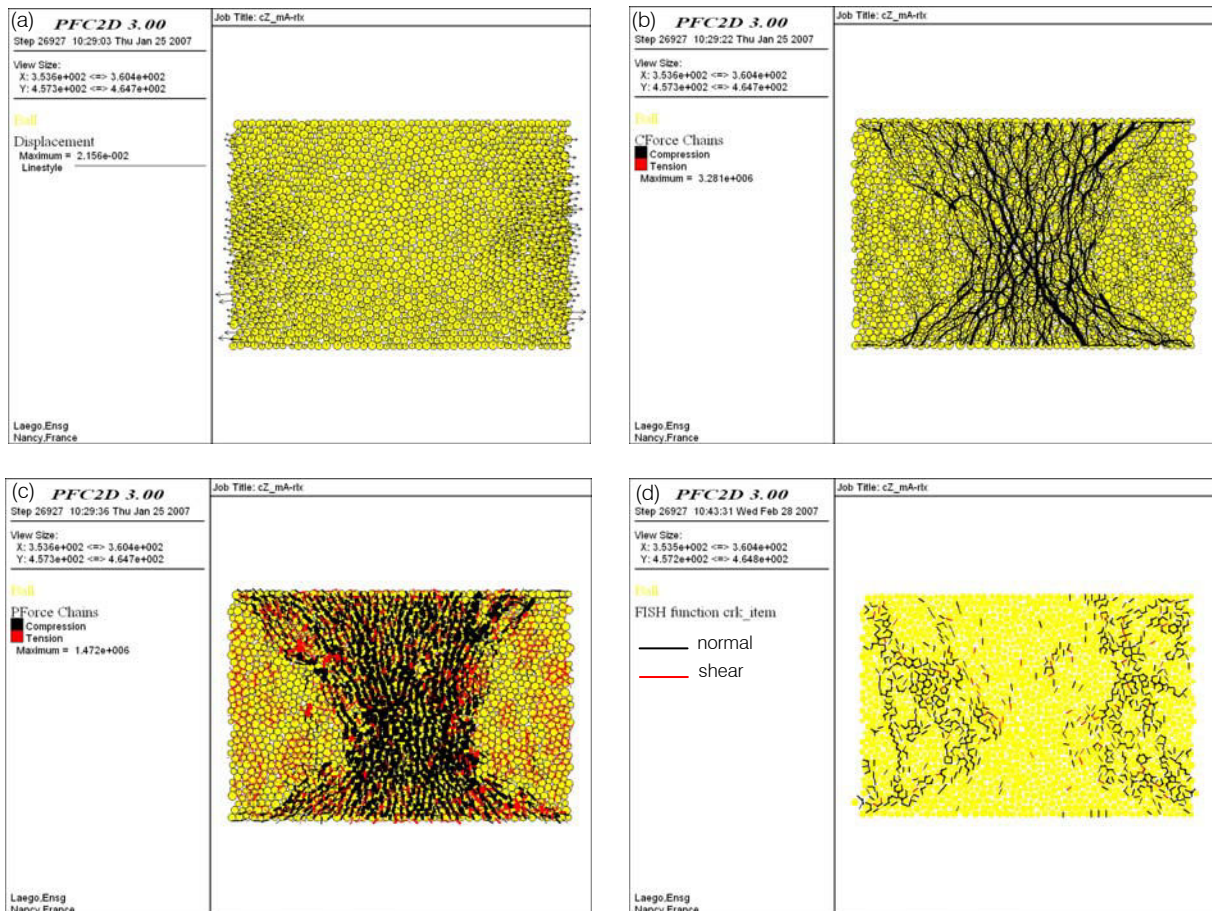 (a)
PFC2D 3.00
Step 26927 10:29:03 Thu Jan 25 2007
View Size:
X: 3.536e+002 <=> 3.604e+002
Y: 4.573e+002 <=> 4.647e+002
Ball
Displacement
Maximum = 2.156e-002
Linestyle
Laego,Ensg
Nancy,France
Job Title: cZ_mA-rlx
(b)
PFC2D 3.00
Step 26927 10:29:22 Thu Jan 25 2007
View Size:
X: 3.536e+002 <=> 3.604e+002
Y: 4.573e+002 <=> 4.647e+002
Ball
CForce Chains
Compression
Tension
Maximum = 3.281e+006
Laego,Ensg
Nancy,France
Job Title: cZ_mA-rlx
(c)
PFC2D 3.00
Step 26927 10:29:36 Thu Jan 25 2007
View Size:
X: 3.536e+002 <=> 3.604e+002
Y: 4.573e+002 <=> 4.647e+002
Ball
PForce Chains
Compression
Tension
Maximum = 1.472e+006
Laego,Ensg
Nancy,France
Job Title: cZ_mA-rlx
(d)
PFC2D 3.00
Step 26927 10:43:31 Wed Feb 28 2007
View Size:
X: 3.535e+002 <=> 3.604e+002
Y: 4.572e+002 <=> 4.648e+002
Ball
FISH function crk_item
normal
shear
Laego,Ensg
Nancy,France
Job Title: cZ_mA-rlx